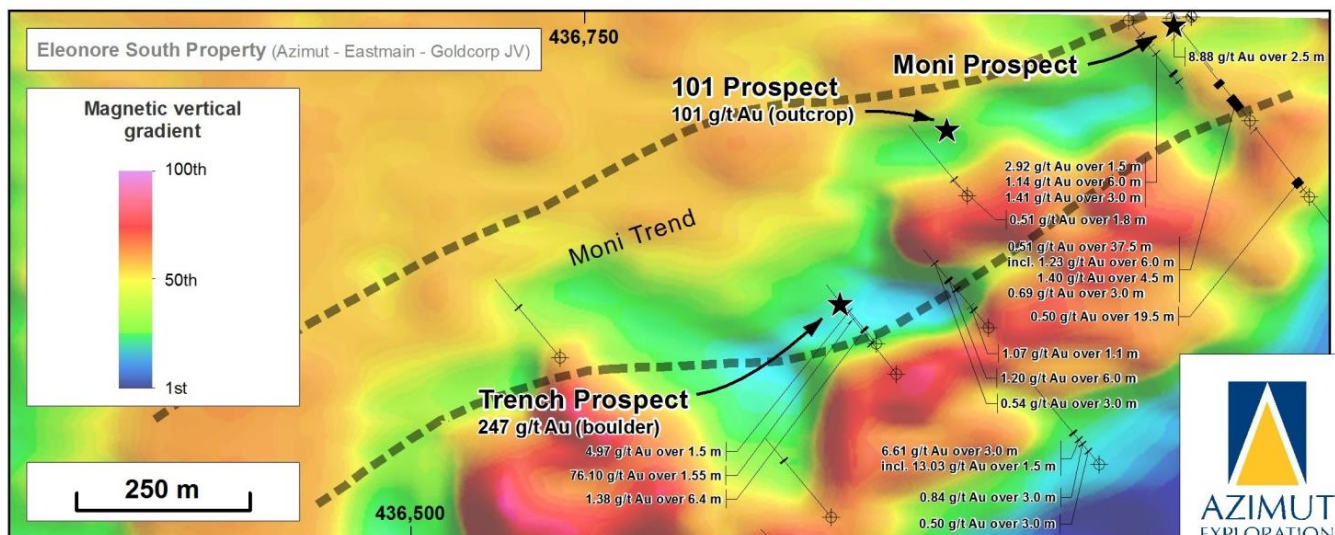 Eleonore South Property (Azimut - Eastmain - Goldcorp JV)
436,750
Magnetic vertical
gradient
100th
50th
1st
250 m
Moni Prospect
8.88 g/t Au over 2.5 m
101 Prospect
101 g/t Au (outcrop)
2.92 g/t Au over 1.5 m
1.14 g/t Au over 6.0 m
1.41 g/t Au over 3.0 m
0.51 g/t Au over 1.8 m
Moni Trend
0.51 g/t Au over 37.5 m
incl. 1.23 g/t Au over 6.0 m
1.40 g/t Au over 4.5 m
0.69 g/t Au over 3.0 m
0.50 g/t Au over 19.5 m
1.07 g/t Au over 1.1 m
1.20 g/t Au over 6.0 m
0.54 g/t Au over 3.0 m
Trench Prospect
247 g/t Au (boulder)
4.97 g/t Au over 1.5 m
76.10 g/t Au over 1.55 m
1.38 g/t Au over 6.4 m
6.61 g/t Au over 3.0 m
incl. 13.03 g/t Au over 1.5 m
0.84 g/t Au over 3.0 m
0.50 g/t Au over 3.0 m
436,500
AZIMUT
EXPLORATION